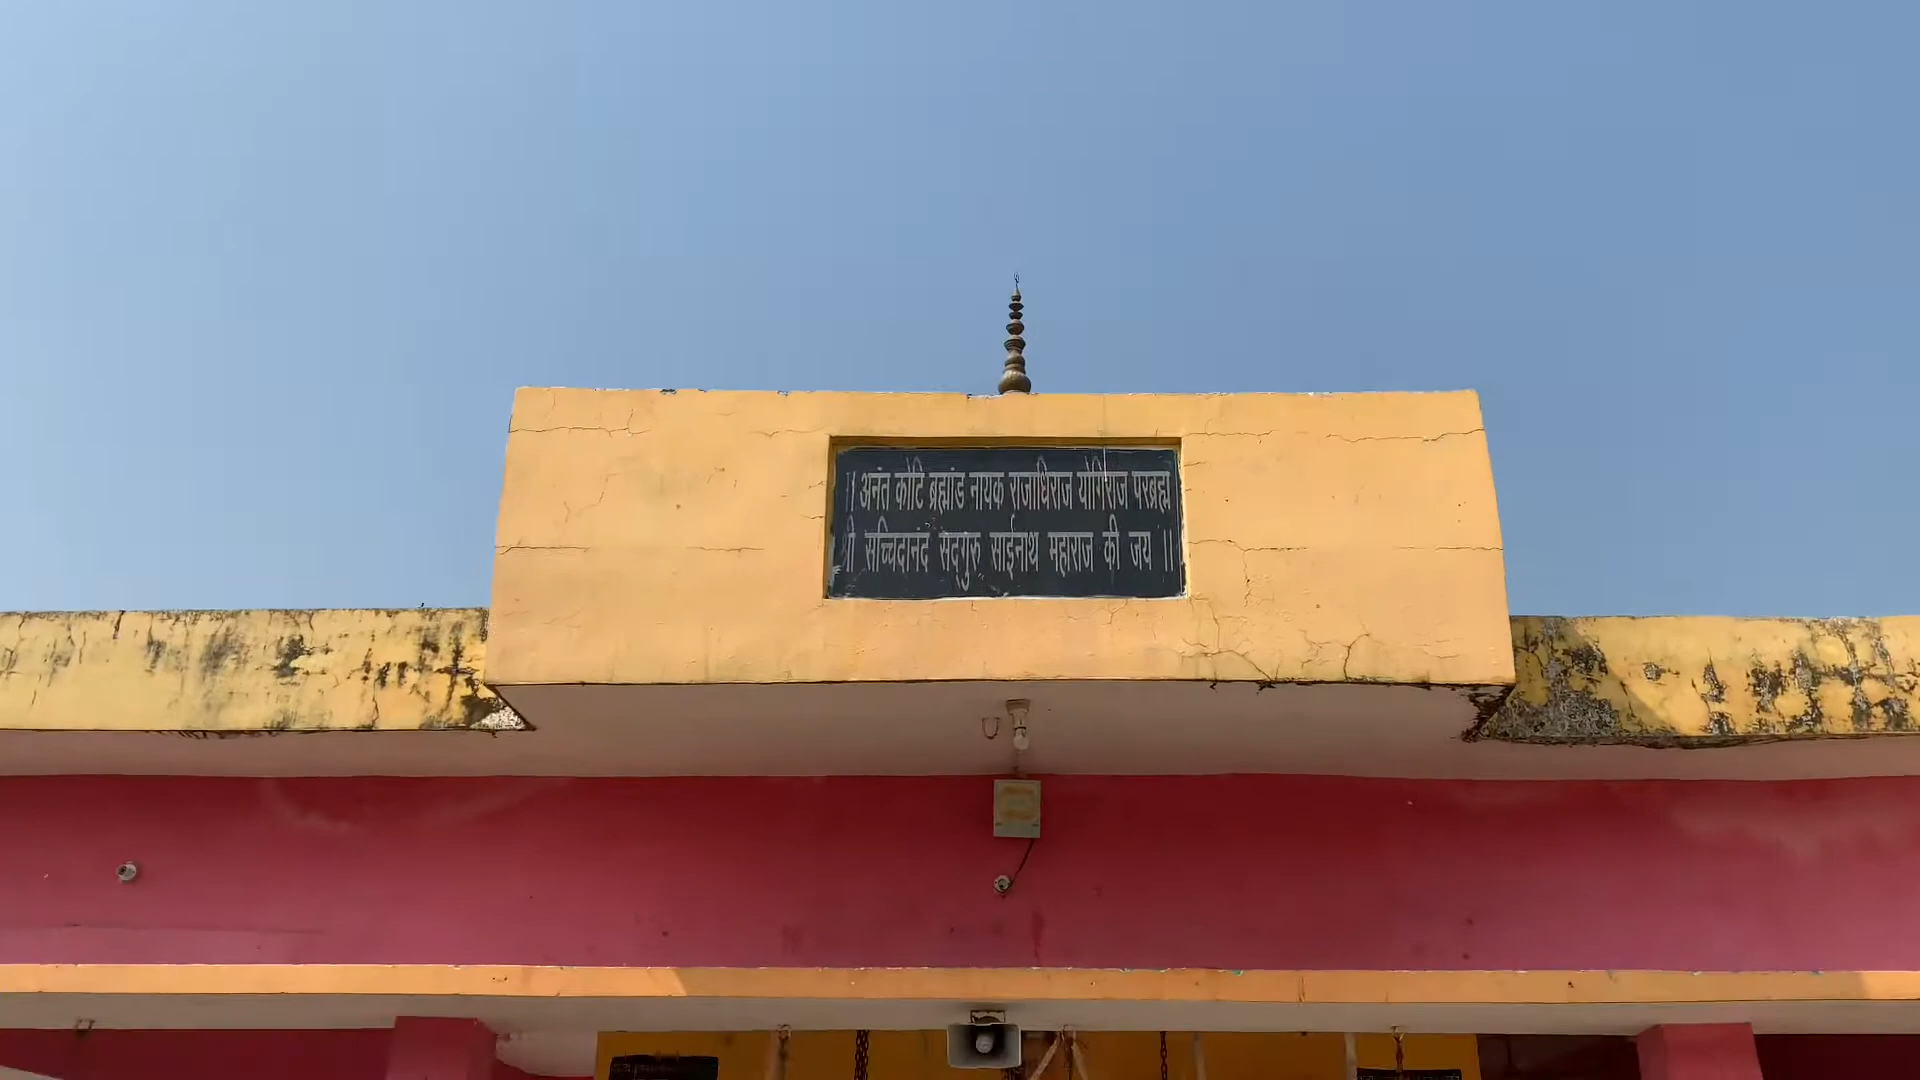 || अनंत कोटि ब्रह्मांड नायक राजाधिराज योगिराज परब्रह्म
श्री सच्चिदानंद सद्‌गुरु साईनाथ महाराज की जय ||